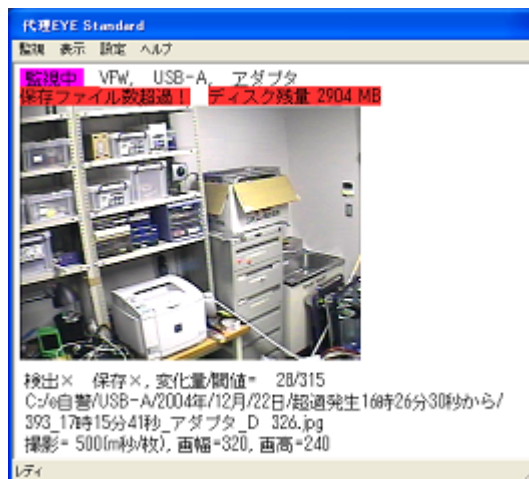 代理EYE Standard
監視 表示 設定 ヘルプ
監視中 VFW, USB-A, アダプタ
保存ファイル数超過! ディスク残量 2904 MB
検出× 保存×, 変化量/閾値= 28/315
C:/e自警/USB-A/2004年/12月/22日/超過発生16時26分30秒から/
393_17時15分41秒_アダプタ_D 326.jpg
撮影= 500(m秒/枚), 画幅=320, 画高=240
レディ